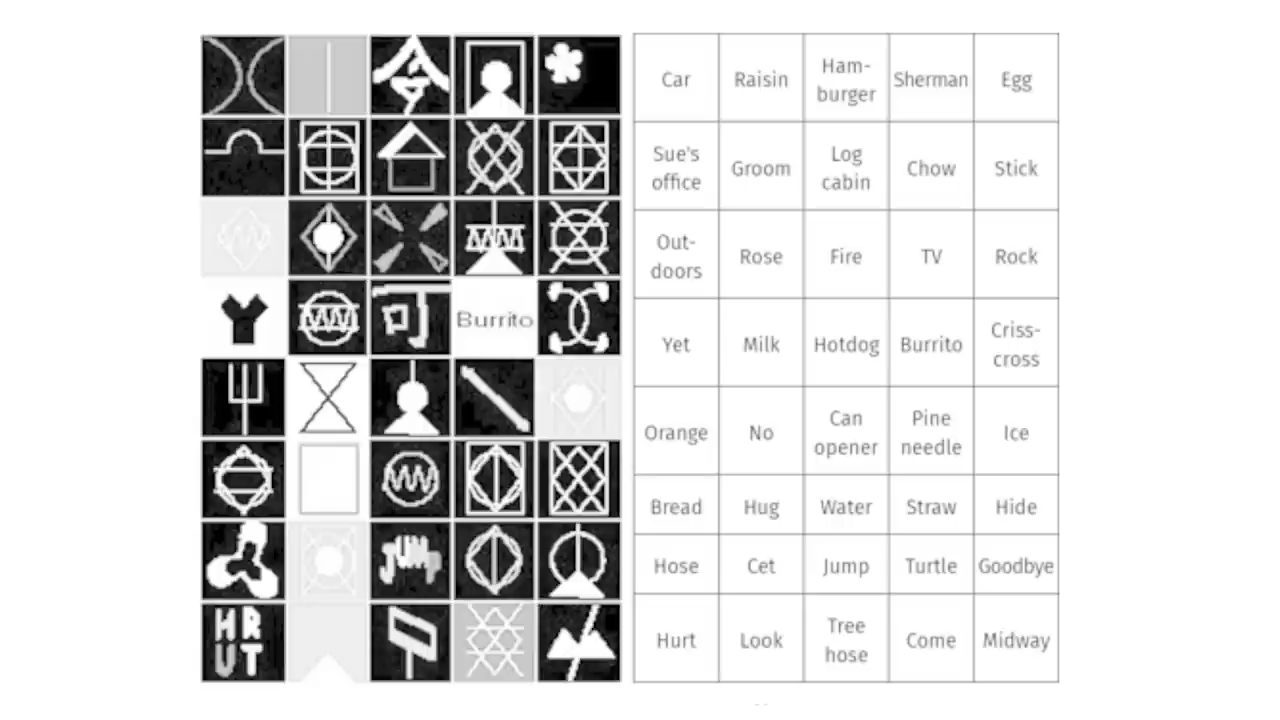 令
Burrito
可
JUMP
HR
UT
Car Raisin Ham- Sherman Egg
burger
Sue's Groom Log Chow Stick
office cabin
Out- Rose Fire TV Rock
doors
Yet Milk Hotdog Burrito Criss-
cross
Orange No Can Pine Ice
opener needle
Bread Hug Water Straw Hide
Hose Cet Jump Turtle Goodbye
Hurt Look Tree Come Midway
hose